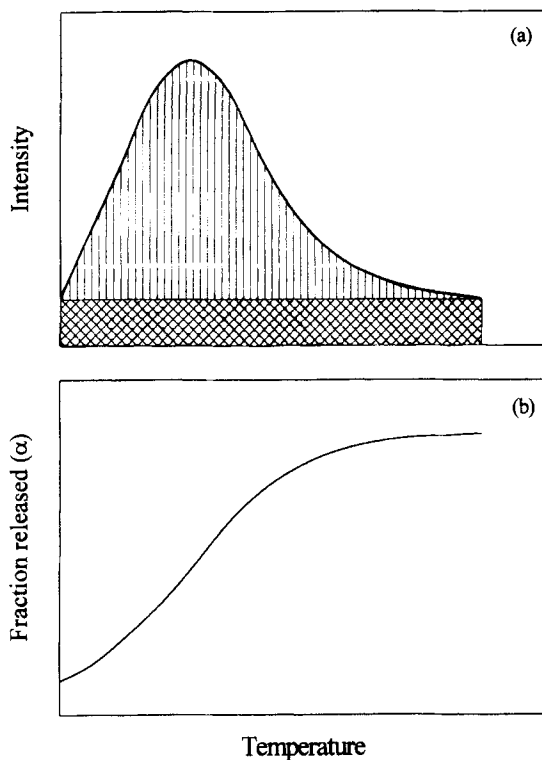 (a)
Intensity
(b)
Fraction released (α)
Temperature